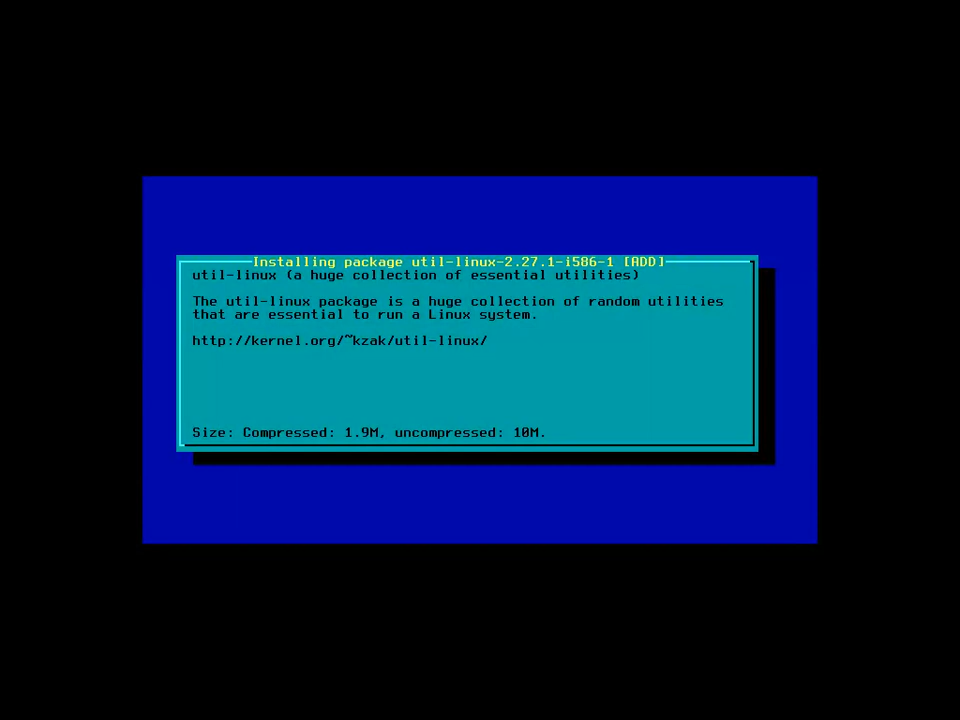 Installing package util-linux-2.27.1-i586-1 [ADD]
util-linux (a huge collection of essential utilities)
The util-linux package is a huge collection of random utilities
that are essential to run a Linux system.
http://kernel.org/~kzak/util-linux/
Size: Compressed: 1.9M, uncompressed: 10M.